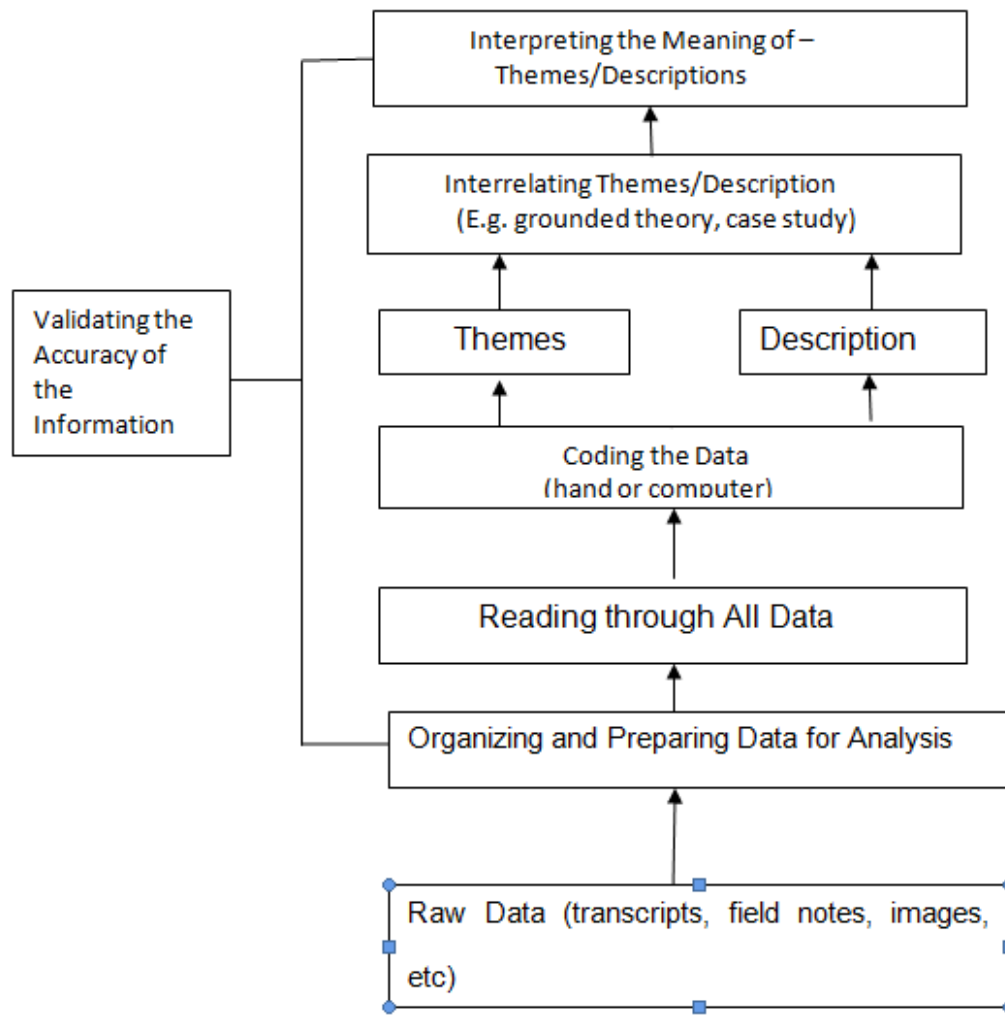 Interpreting the Meaning of –
Themes/Descriptions
Interrelating Themes/Description
(E.g. grounded theory, case study)
Validating the
Accuracy of
the
Information
Themes
Description
Coding the Data
(hand or computer)
Reading through All Data
Organizing and Preparing Data for Analysis
Raw Data (transcripts, field notes, images,
etc)